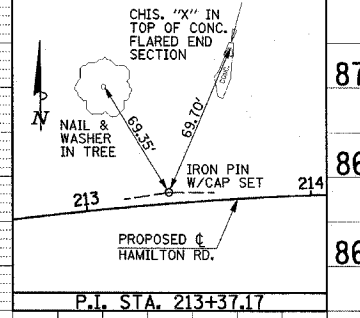 CHIS. "X" IN
TOP OF CONC.
FLARED END
SECTION
CONC.
87
N
NAIL &
WASHER
IN TREE
69.35'
69.70'
IRON PIN
W/CAP SET
213
214
86
PROPOSED ℄
HAMILTON RD.
86
P.I. STA. 213+37.17